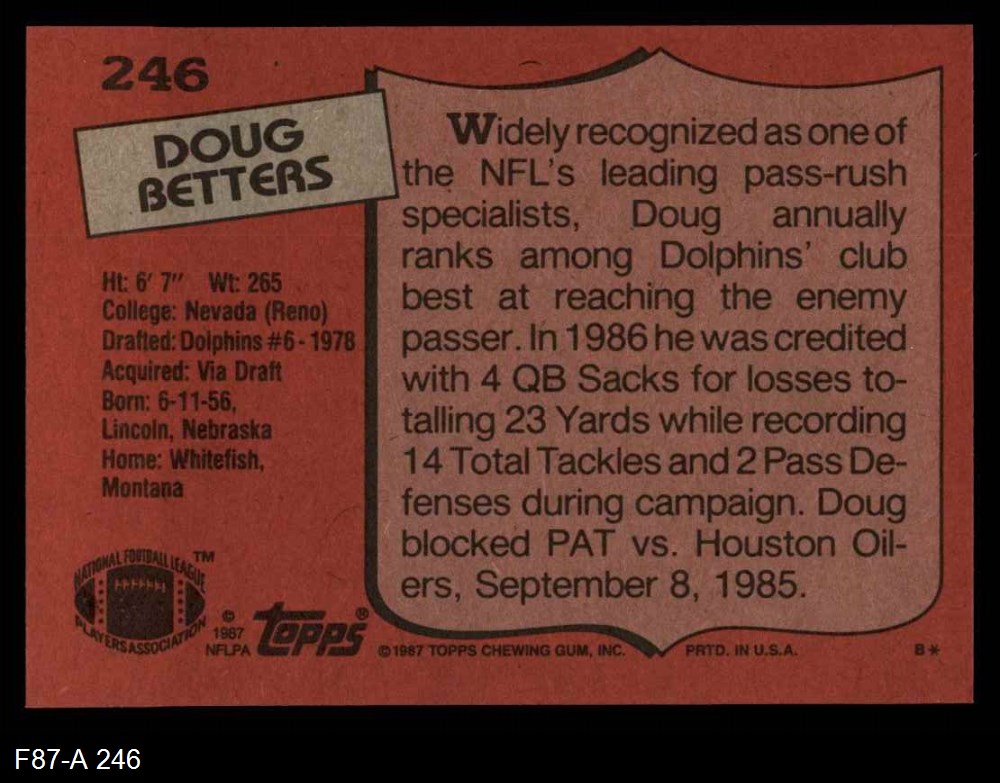 246
DOUG
BETTERS
Ht: 6′ 7″ Wt: 265
College: Nevada (Reno)
Drafted: Dolphins #6 - 1978
Acquired: Via Draft
Born: 6-11-56,
Lincoln, Nebraska
Home: Whitefish,
Montana
Widely recognized as one of
the NFL's leading pass-rush
specialists, Doug annually
ranks among Dolphins' club
best at reaching the enemy
passer. In 1986 he was credited
with 4 QB Sacks for losses to-
talling 23 Yards while recording
14 Total Tackles and 2 Pass De-
fenses during campaign. Doug
blocked PAT vs. Houston Oil-
ers, September 8, 1985.
NATIONAL FOOTBALL LEAGUE ™
PLAYERS ASSOCIATION
©
1987
NFLPA
topps®
© 1987 TOPPS CHEWING GUM, INC. PRTD. IN U.S.A. B*
F87-A 246